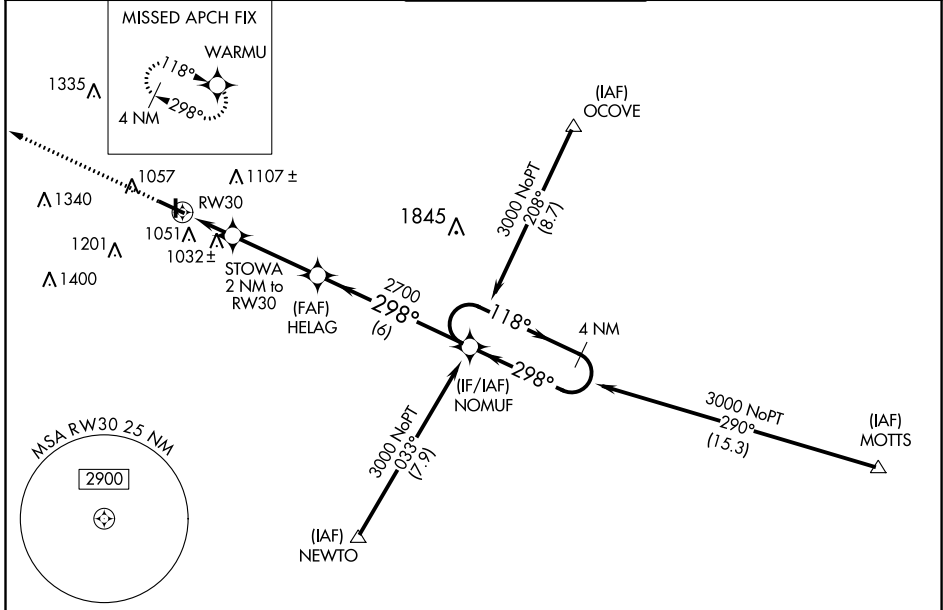 MISSED APCH FIX
WARMU
118°
298°
4 NM
1335
1057
1107 ±
1340
RW30
1201
1051
1032 ±
1400
STOWA
2 NM to
RW30
(FAF)
HELAG
1845
(IAF)
OCOVE
3000 NoPT
208°
(8.7)
2700
298°
(6)
118°
4 NM
298°
(IF/IAF)
NOMUF
3000 NoPT
290°
(15.3)
(IAF)
MOTTS
3000 NoPT
033°
(7.9)
(IAF)
NEWTO
MSA RW30 25 NM
2900